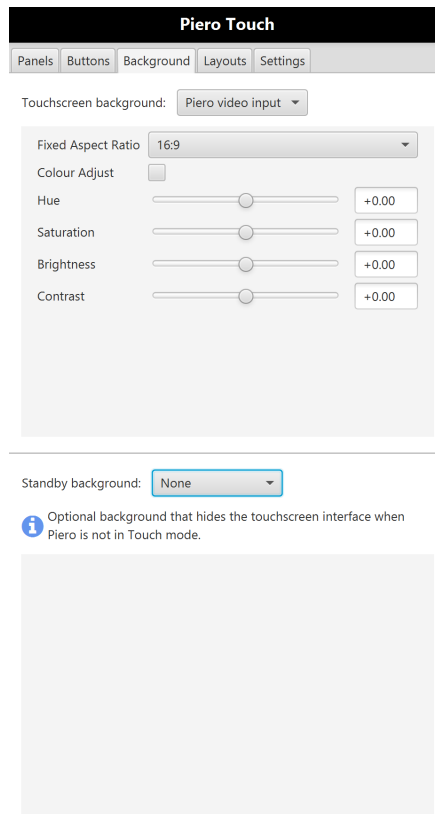 Piero Touch
Panels Buttons Background Layouts Settings
Touchscreen background: Piero video input
Fixed Aspect Ratio 16:9
Colour Adjust
Hue +0.00
Saturation +0.00
Brightness +0.00
Contrast +0.00
Standby background: None
Optional background that hides the touchscreen interface when
Piero is not in Touch mode.